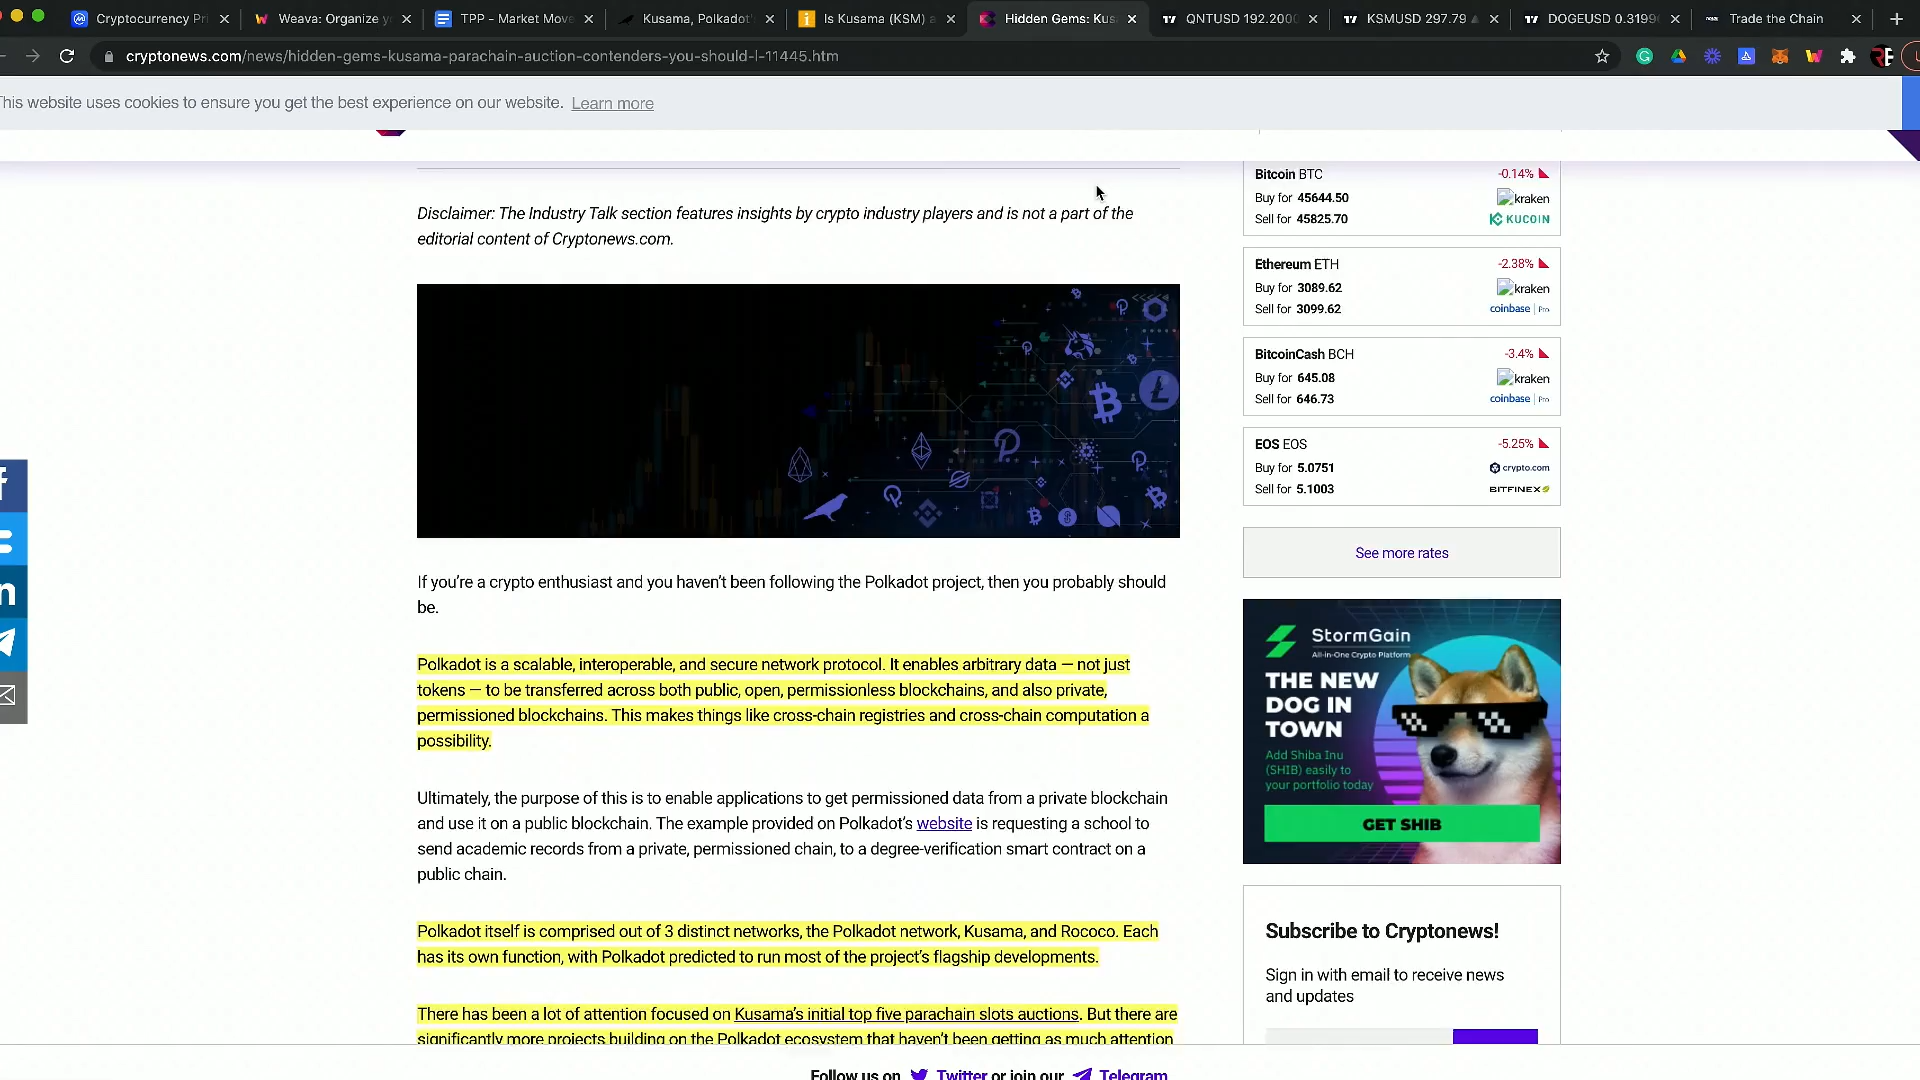 Cryptocurrency Pri
Weava: Organize y
TPP - Market Move
Kusama, Polkadot'
Is Kusama (KSM) a
Hidden Gems: Kus
QNTUSD 192.2000
KSMUSD 297.79
DOGEUSD 0.3199
Trade the Chain
cryptonews.com/news/hidden-gems-kusama-parachain-auction-contenders-you-should-l-11445.htm
This website uses cookies to ensure you get the best experience on our website. Learn more
Disclaimer: The Industry Talk section features insights by crypto industry players and is not a part of the
editorial content of Cryptonews.com.
If you're a crypto enthusiast and you haven't been following the Polkadot project, then you probably should
be.
Polkadot is a scalable, interoperable, and secure network protocol. It enables arbitrary data — not just
tokens — to be transferred across both public, open, permissionless blockchains, and also private,
permissioned blockchains. This makes things like cross-chain registries and cross-chain computation a
possibility.
Ultimately, the purpose of this is to enable applications to get permissioned data from a private blockchain
and use it on a public blockchain. The example provided on Polkadot's website is requesting a school to
send academic records from a private, permissioned chain, to a degree-verification smart contract on a
public chain.
Polkadot itself is comprised out of 3 distinct networks, the Polkadot network, Kusama, and Rococo. Each
has its own function, with Polkadot predicted to run most of the project's flagship developments.
There has been a lot of attention focused on Kusama's initial top five parachain slots auctions. But there are
significantly more projects building on the Polkadot ecosystem that haven't been getting as much attention
Bitcoin BTC -0.14%
Buy for 45644.50 kraken
Sell for 45825.70 KUCOIN
Ethereum ETH -2.38%
Buy for 3089.62 kraken
Sell for 3099.62 coinbase | Pro
BitcoinCash BCH -3.4%
Buy for 645.08 kraken
Sell for 646.73 coinbase | Pro
EOS EOS -5.25%
Buy for 5.0751 crypto.com
Sell for 5.1003 BITFINEX
See more rates
StormGain
All-in-One Crypto Platform
THE NEW
DOG IN
TOWN
Add Shiba Inu
(SHIB) easily to
your portfolio today
GET SHIB
Subscribe to Cryptonews!
Sign in with email to receive news
and updates
Follow us on Twitter or join our Telegram